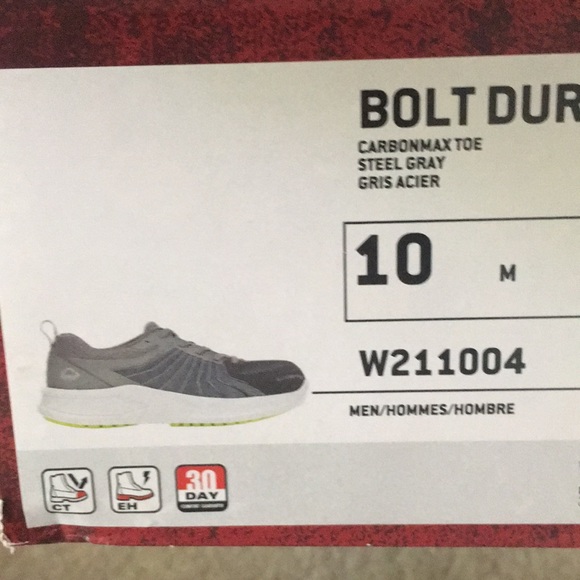 BOLT DUR
CARBONMAX TOE
STEEL GRAY
GRIS ACIER
10 M
W211004
MEN/HOMMES/HOMBRE
CT
EH
30
DAY